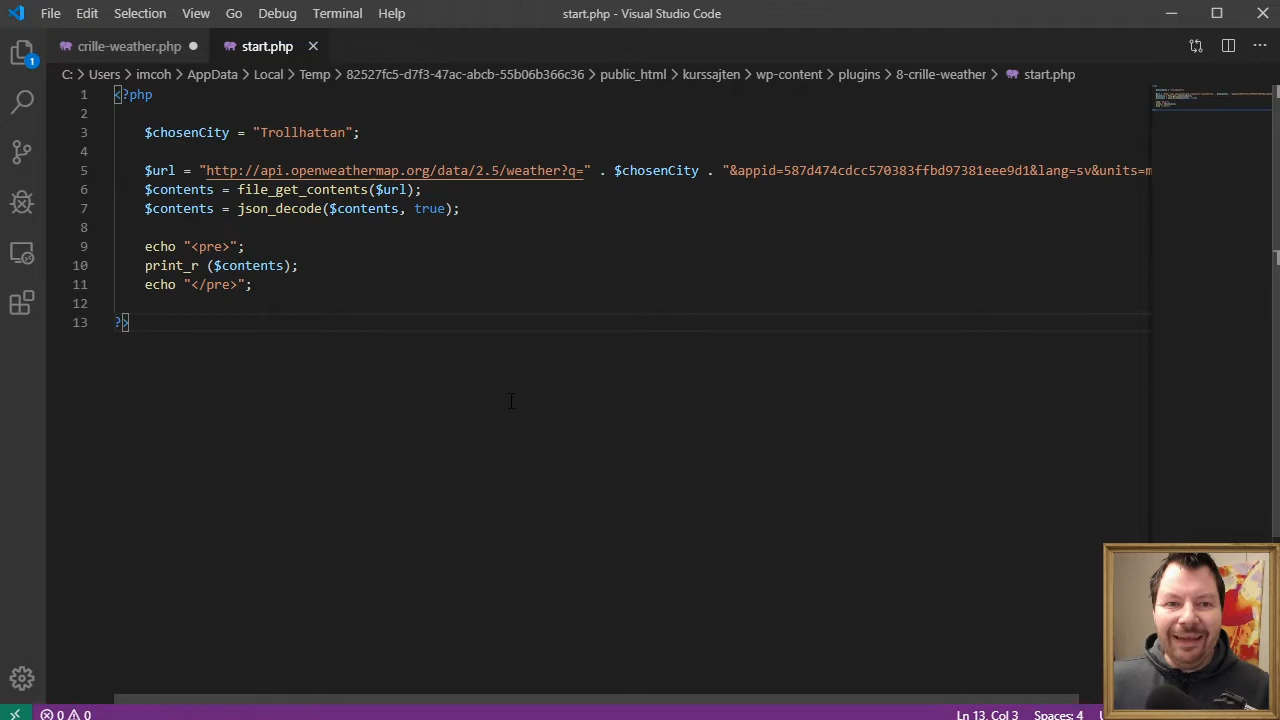 File Edit Selection View Go Debug Terminal Help start.php - Visual Studio Code
crille-weather.php start.php
1
C: > Users > imcoh > AppData > Local > Temp > 82527fc5-d7f3-47ac-abcb-55b06b366c36 > public_html > kurssajten > wp-content > plugins > 8-crille-weather > start.php
1 <?php
2
3 $chosenCity = "Trollhattan";
4
5 $url = "http://api.openweathermap.org/data/2.5/weather?q=" . $chosenCity . "&appid=587d474cdcc570383ffbd97381eee9d1&lang=sv&units=m
6 $contents = file_get_contents($url);
7 $contents = json_decode($contents, true);
8
9 echo "<pre>";
10 print_r ($contents);
11 echo "</pre>";
12
13 ?>
0 0 Ln 13, Col 3 Spaces: 4